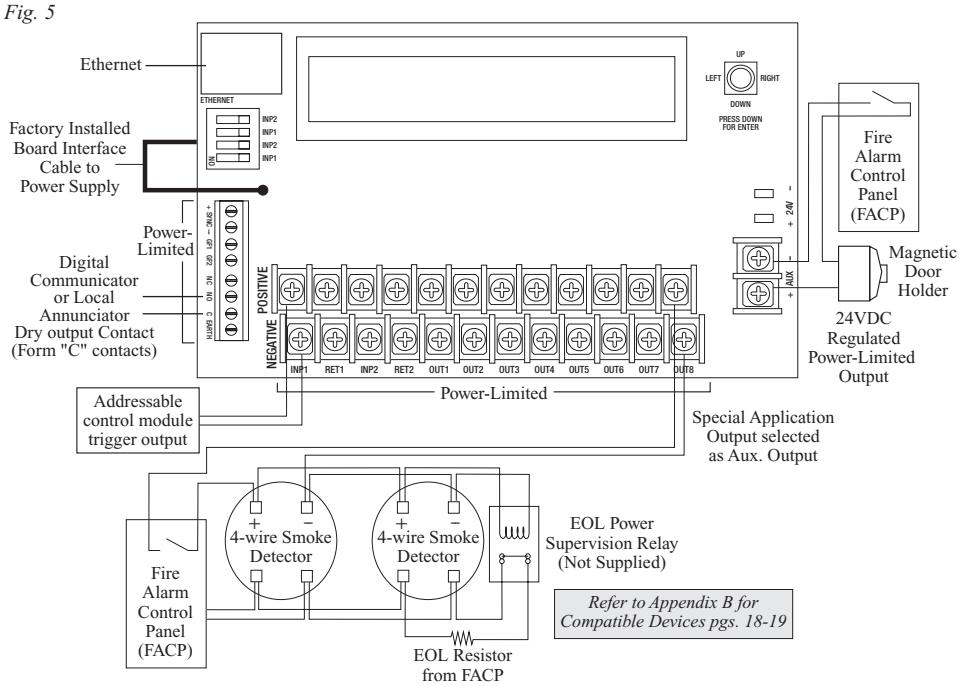 Fig. 5
Ethernet
ETHERNET
UP
LEFT
RIGHT
DOWN
PRESS DOWN
FOR ENTER
INP2
INP1
INP2
INP1
ON
Factory Installed
Board Interface
Cable to
Power Supply
Fire
Alarm
Control
Panel
(FACP)
+ 24V −
+ AUX −
Magnetic
Door
Holder
24VDC
Regulated
Power-Limited
Output
Power-
Limited
+ SYNC − GF1 GF2 NC NO C EARTH
Digital
Communicator
or Local
Annunciator
Dry output Contact
(Form "C" contacts)
POSITIVE
NEGATIVE
INP1 RET1 INP2 RET2 OUT1 OUT2 OUT3 OUT4 OUT5 OUT6 OUT7 OUT8
Power-Limited
Addressable
control module
trigger output
Special Application
Output selected
as Aux. Output
+ −
4-wire Smoke
Detector
+ −
4-wire Smoke
Detector
EOL Power
Supervision Relay
(Not Supplied)
Fire
Alarm
Control
Panel
(FACP)
Refer to Appendix B for
Compatible Devices pgs. 18-19
EOL Resistor
from FACP